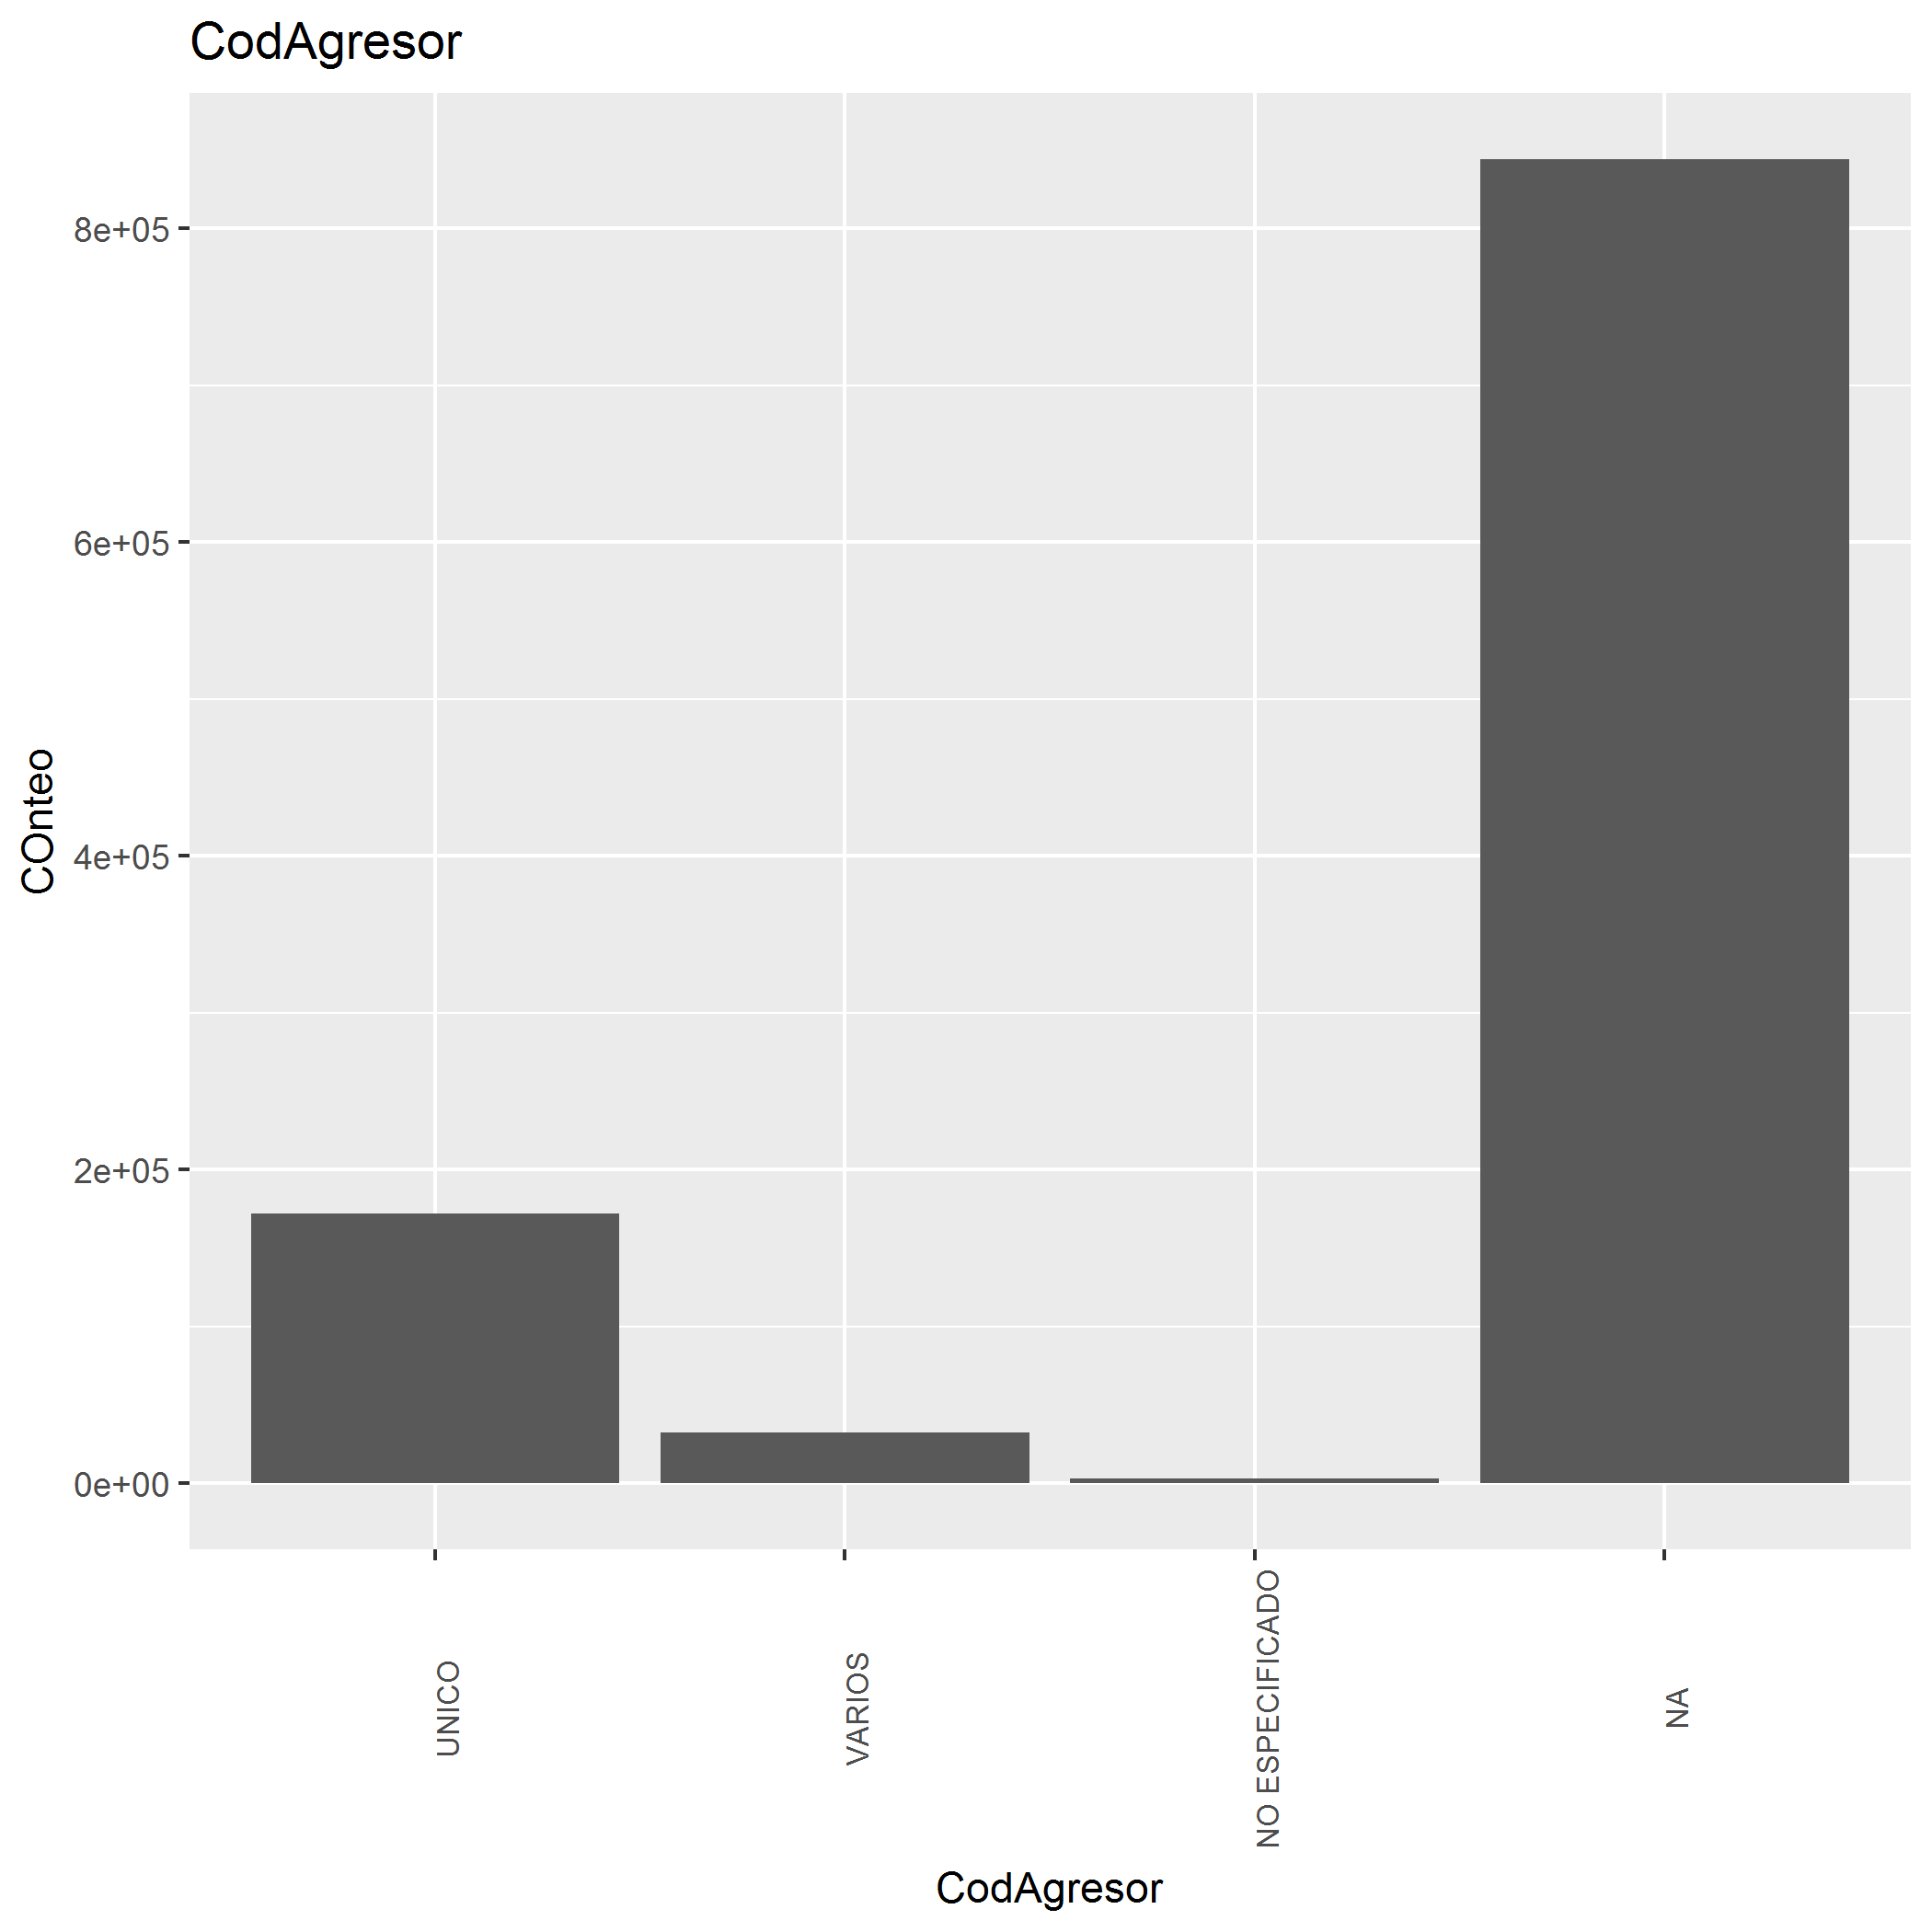 CodAgresor
COnteo
8e+05
6e+05
4e+05
2e+05
0e+00
UNICO
VARIOS
NO ESPECIFICADO
NA
CodAgresor